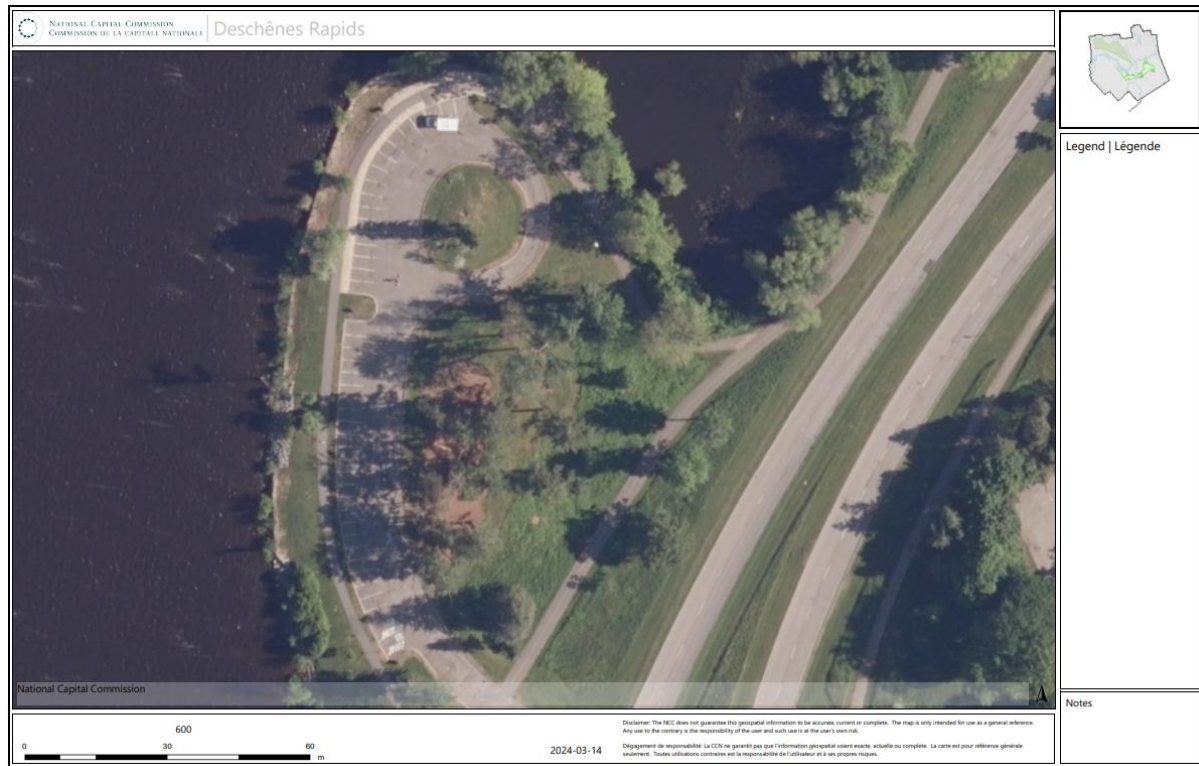 NATIONAL CAPITAL COMMISSION
COMMISSION DE LA CAPITALE NATIONALE
Deschênes Rapids
Legend | Légende
National Capital Commission
Notes
600
0 30 60
m
2024-03-14
Disclaimer: The NCC does not guarantee this geospatial information to be accurate, current or complete. The map is only intended for use as a general reference.
Any use to the contrary is the responsibility of the user and such use is at the user's own risk.
Dégagement de responsabilité: La CCN ne garantit pas que l'information géospatial soient exacte, actuelle ou complete. La carte est pour référence générale
seulement. Toutes utilisations contraires est la responsabilité de l'utilisateur et à ses propres risques.